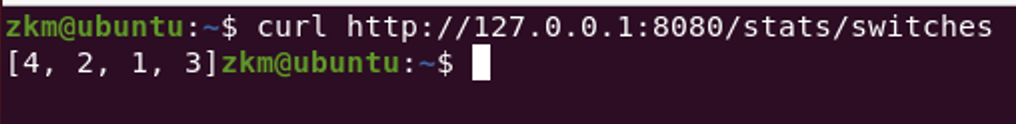 zkm@ubuntu:~$ curl http://127.0.0.1:8080/stats/switches
[4, 2, 1, 3]zkm@ubuntu:~$